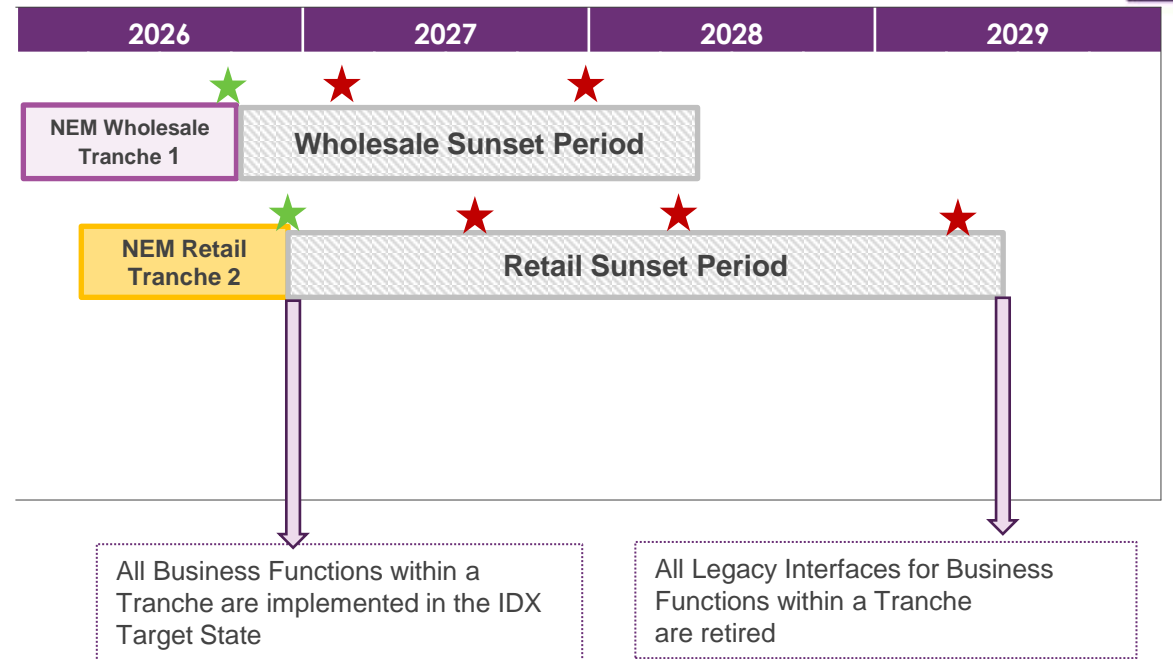 2026 2027 2028 2029
NEM Wholesale
Tranche 1
Wholesale Sunset Period
NEM Retail
Tranche 2
Retail Sunset Period
All Business Functions within a
Tranche are implemented in the IDX
Target State
All Legacy Interfaces for Business
Functions within a Tranche
are retired